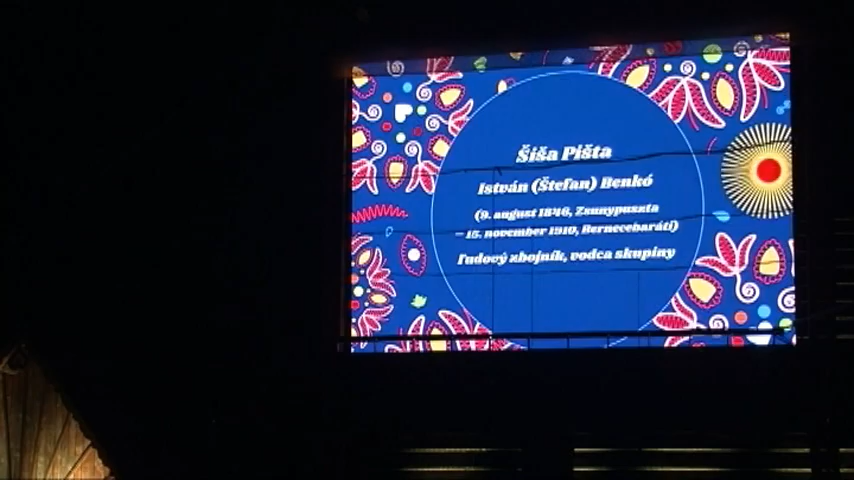 Šiša Pišta
István (Štefan) Benkó
(9. august 1846, Zsunypuszta
– 15. november 1910, Bernecebaráti)
Ľudový zbojník, vodca skupiny